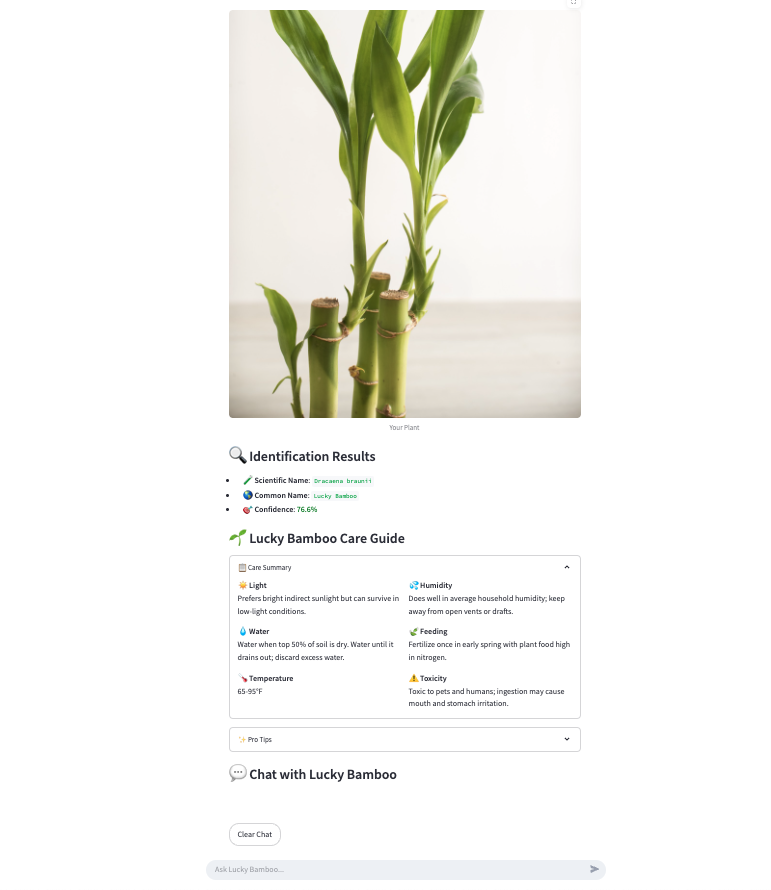 Your Plant
Identification Results
Scientific Name: Dracaena braunii
Common Name: Lucky Bamboo
Confidence: 76.6%
Lucky Bamboo Care Guide
Care Summary
Light
Prefers bright indirect sunlight but can survive in
low-light conditions.
Water
Water when top 50% of soil is dry. Water until it
drains out; discard excess water.
Temperature
65-95°F
Humidity
Does well in average household humidity; keep
away from open vents or drafts.
Feeding
Fertilize once in early spring with plant food high
in nitrogen.
Toxicity
Toxic to pets and humans; ingestion may cause
mouth and stomach irritation.
Pro Tips
Chat with Lucky Bamboo
Clear Chat
Ask Lucky Bamboo...